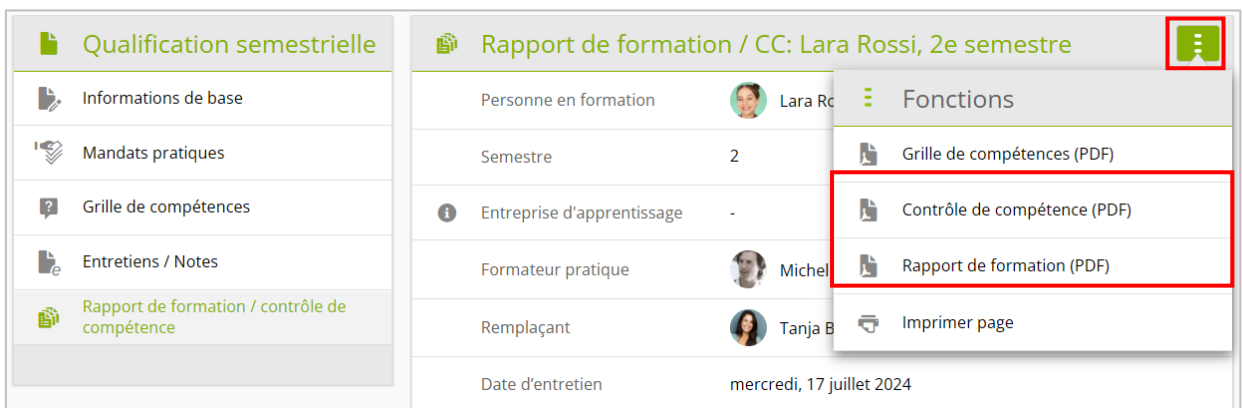 Qualification semestrielle
Informations de base
Mandats pratiques
Grille de compétences
Entretiens / Notes
Rapport de formation / contrôle de
compétence
Rapport de formation / CC: Lara Rossi, 2e semestre
Personne en formation
Lara
Semestre
2
Entreprise d'apprentissage
-
Formateur pratique
Michel
Remplaçant
Tanja
Date d’entretien
mercredi, 17 juillet 2024
Fonctions
Grille de compétences (PDF)
Contrôle de compétence (PDF)
Rapport de formation (PDF)
Imprimer page